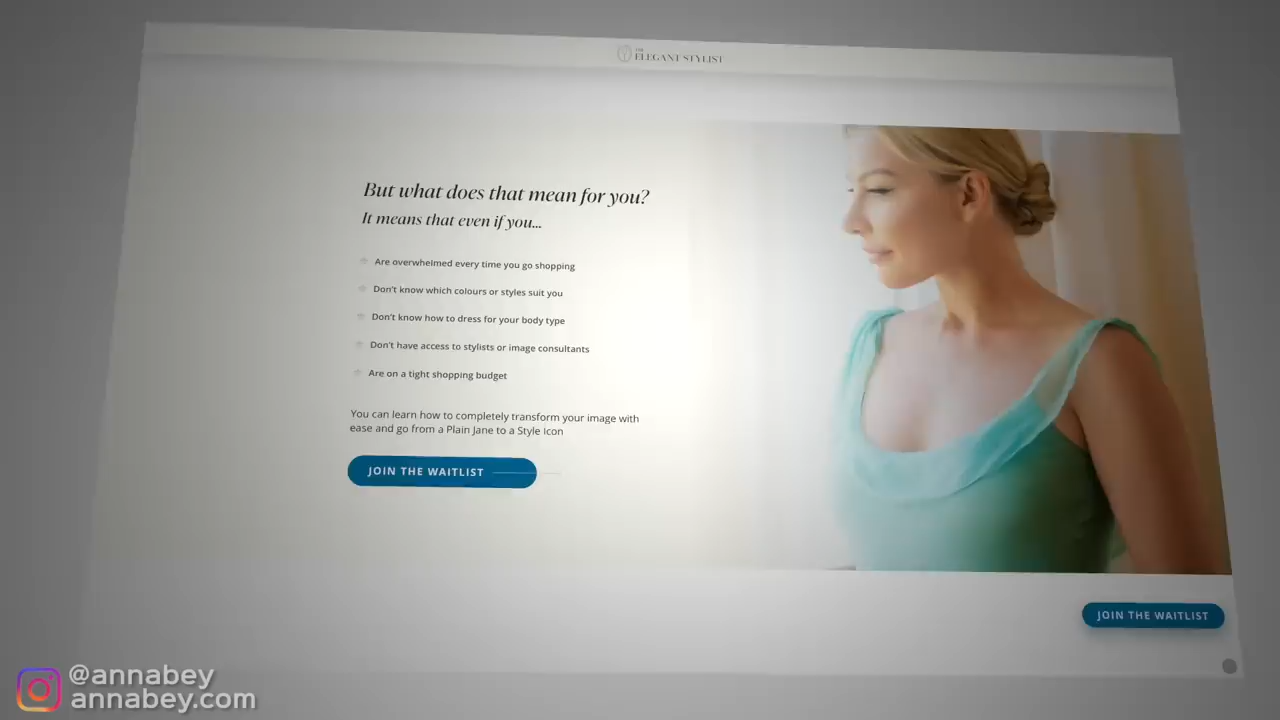 THE
ELEGANT STYLIST
But what does that mean for you?
It means that even if you...
Are overwhelmed every time you go shopping
Don't know which colours or styles suit you
Don't know how to dress for your body type
Don't have access to stylists or image consultants
Are on a tight shopping budget
You can learn how to completely transform your image with
ease and go from a Plain Jane to a Style Icon
JOIN THE WAITLIST
JOIN THE WAITLIST
@annabey
annabey.com